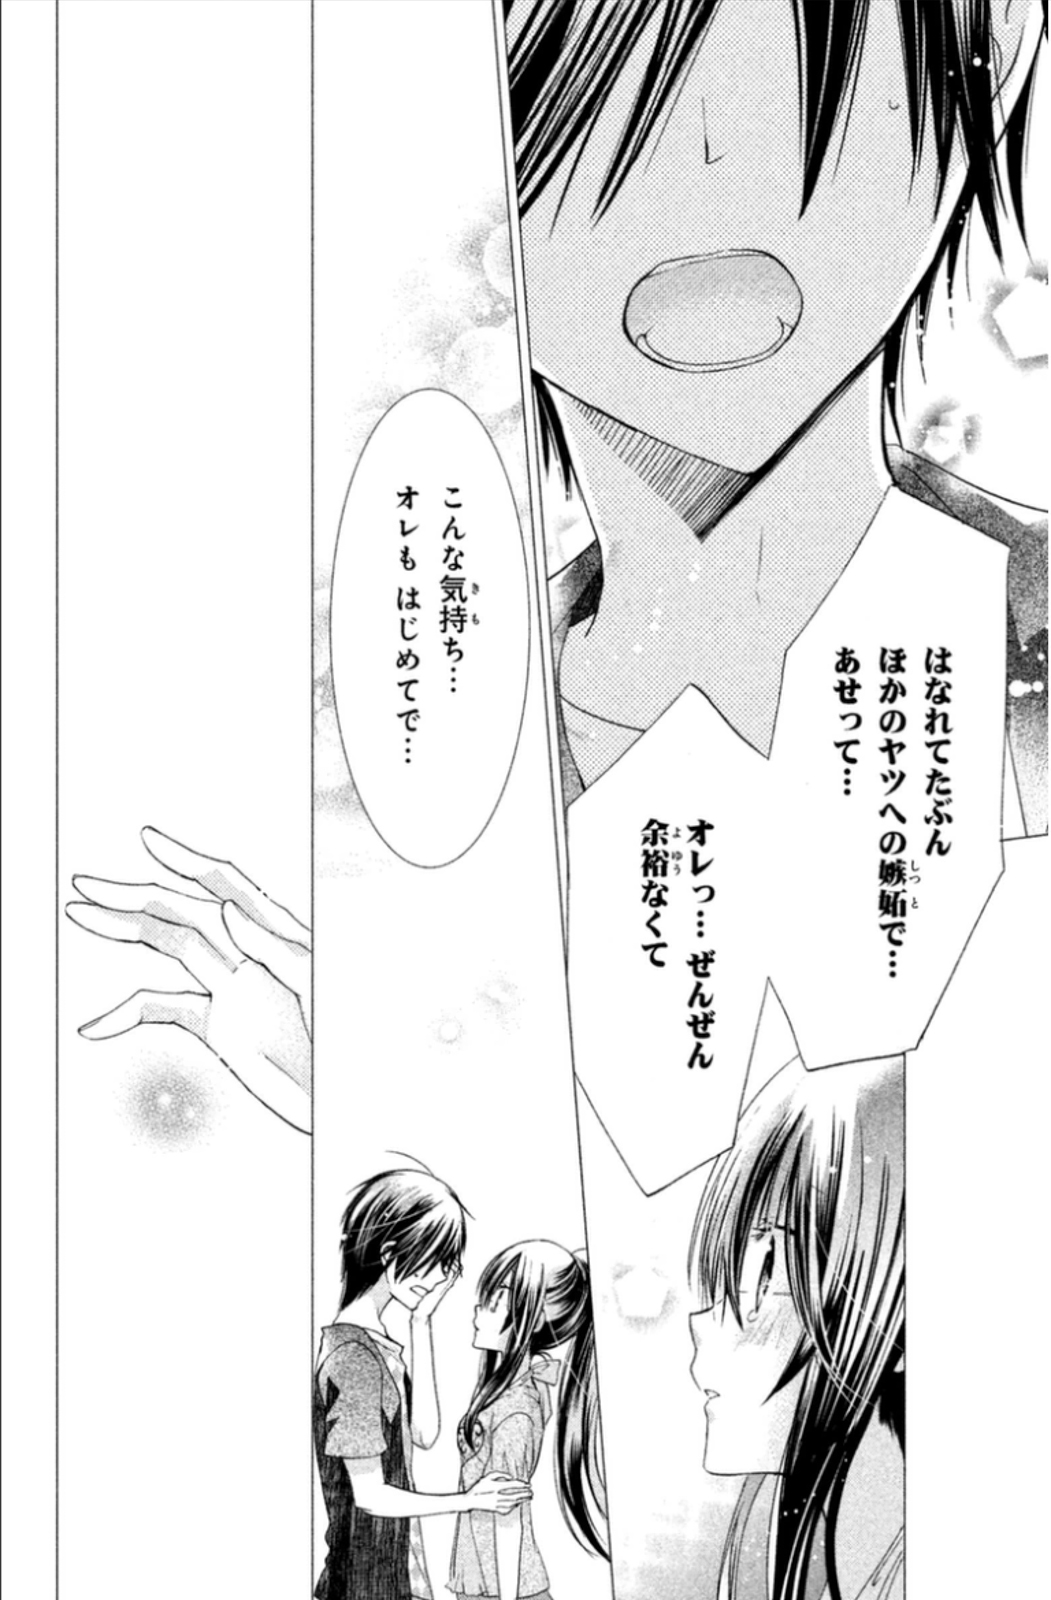 はなれてたぶん
ほかのヤツへの嫉妬で…
あせって…
オレっ… ぜんぜん
余裕なくて
こんな気持ち…
オレも はじめてで…